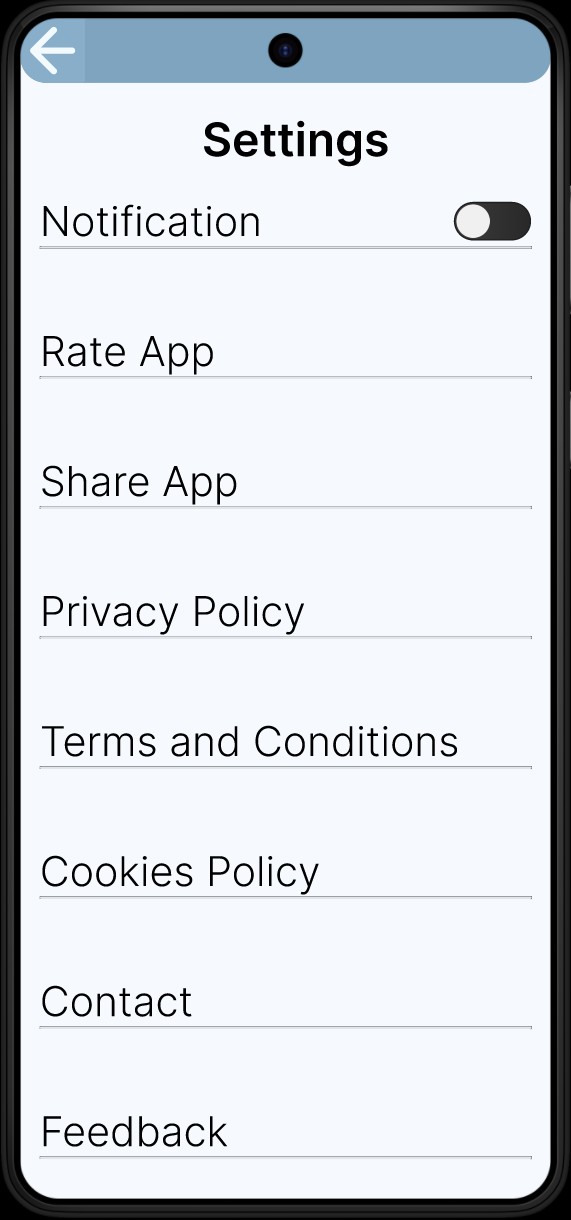 Settings
Notification
Rate App
Share App
Privacy Policy
Terms and Conditions
Cookies Policy
Contact
Feedback